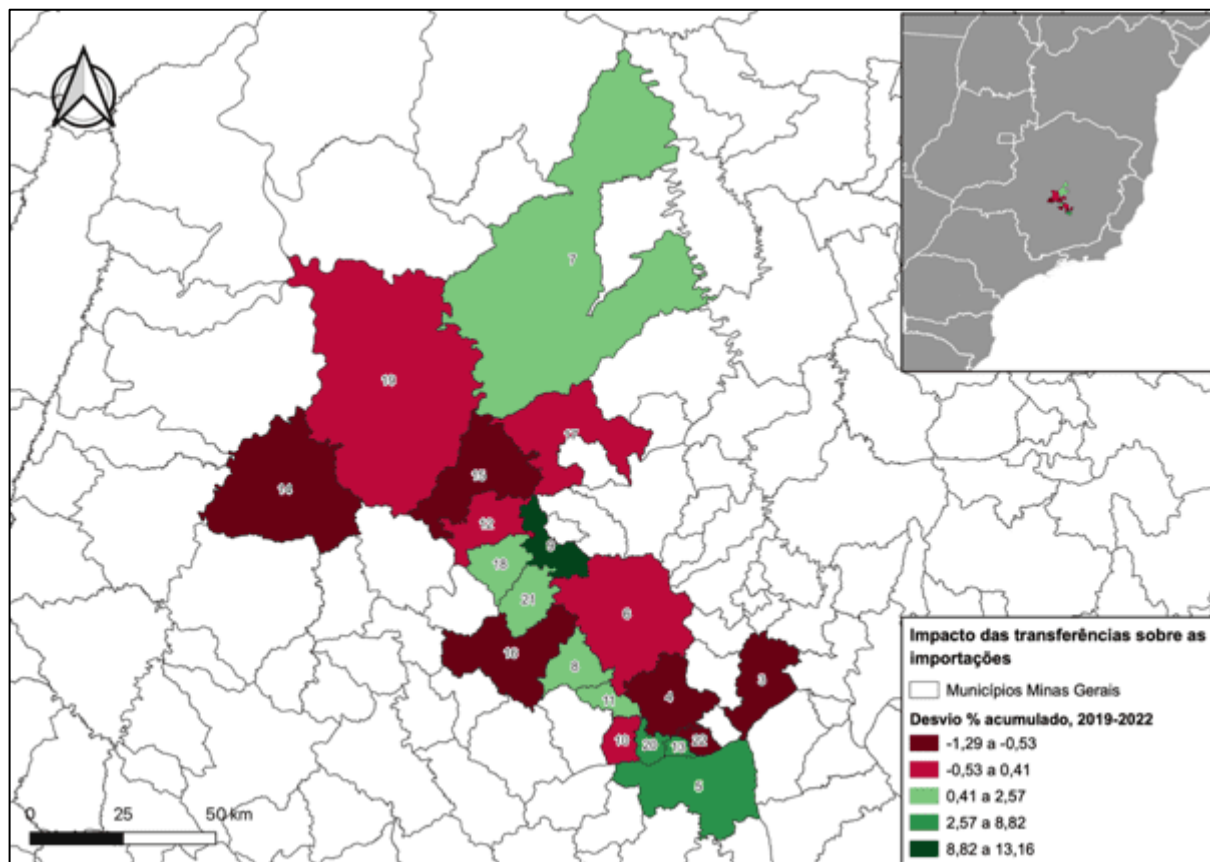 7
19
17
15
14
12
9
18
21
6
16
8
3
4
11
10
20
13
22
5
0
25
50 km
Impacto das transferências sobre as
importações
Municípios Minas Gerais
Desvio % acumulado, 2019-2022
-1,29 a -0,53
-0,53 a 0,41
0,41 a 2,57
2,57 a 8,82
8,82 a 13,16